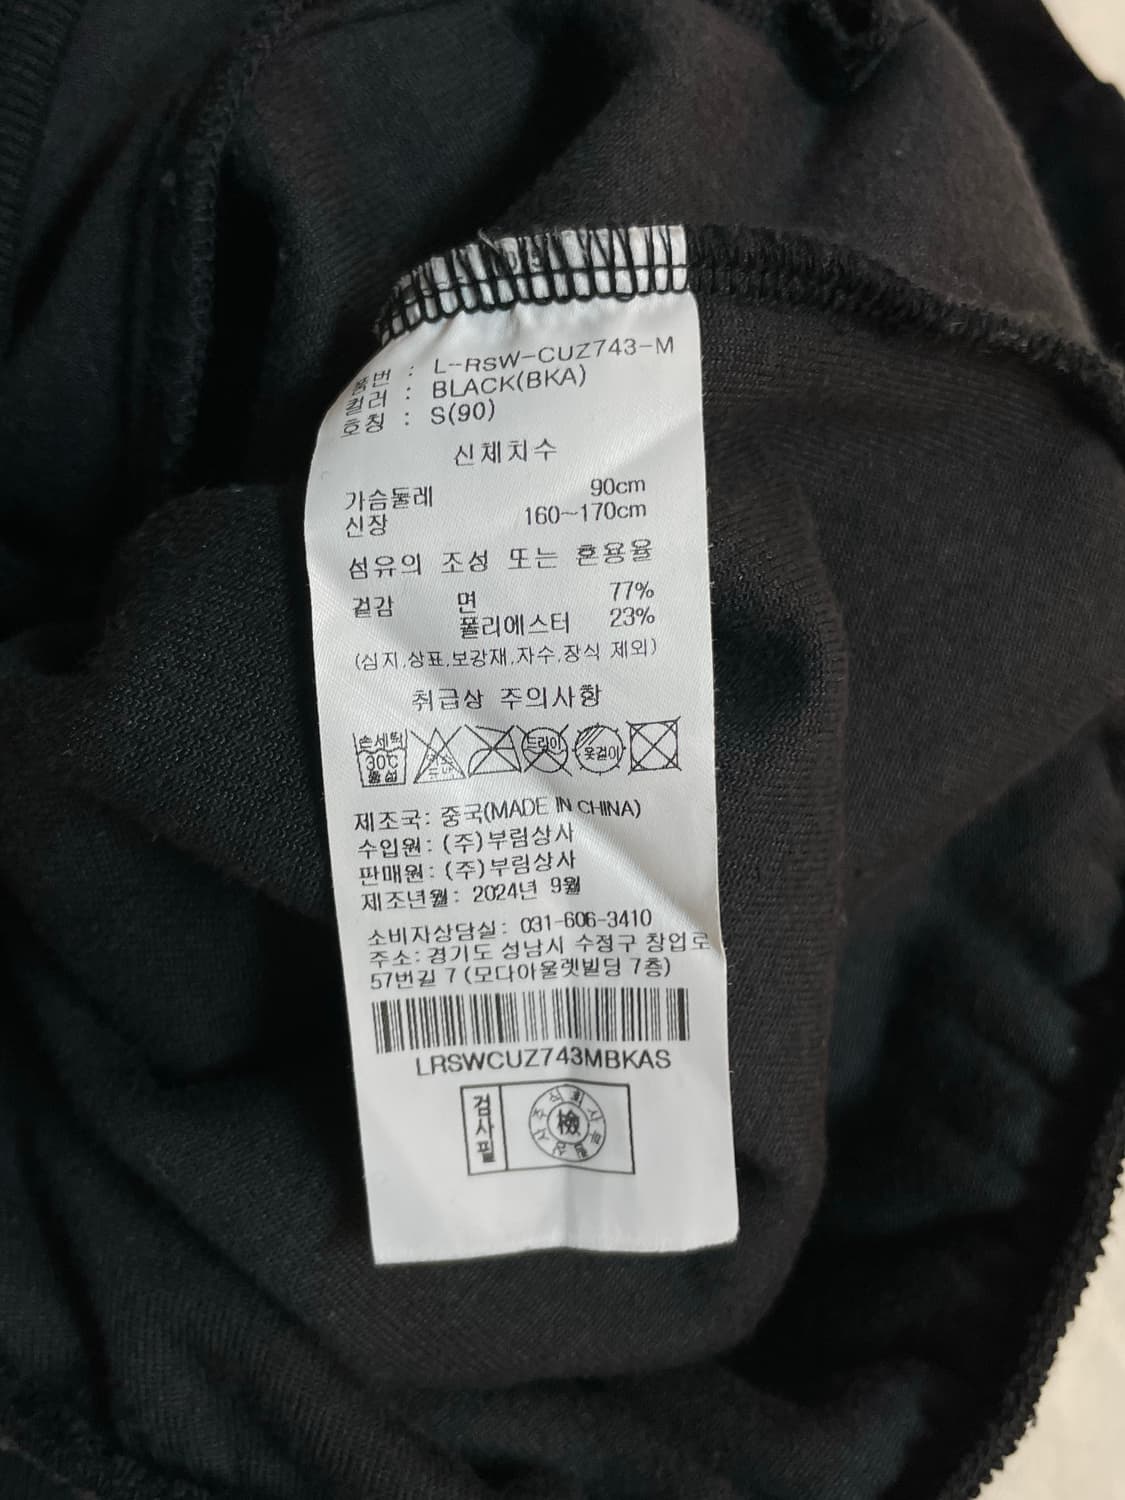 품번 : L-RSW-CUZ743-M
컬러 : BLACK(BKA)
호칭 : S(90)
신체치수
가슴둘레 90cm
신장 160~170cm
섬유의 조성 또는 혼용율
겉감 면 77%
폴리에스터 23%
(심지,상표,보강재,자수,장식 제외)
취급상 주의사항
손세탁
30℃
중성
드라이
옷걸이
제조국: 중국(MADE IN CHINA)
수입원: (주)부림상사
판매원: (주)부림상사
제조년월: 2024년 9월
소비자상담실: 031-606-3410
주소: 경기도 성남시 수정구 창업로
57번길 7 (모다아울렛빌딩 7층)
LRSWCUZ743MBKAS
검사필
주식회사부림상사
檢